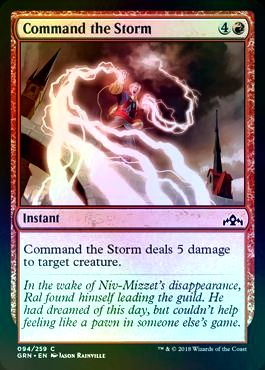 Command the Storm 4
Instant
Command the Storm deals 5 damage
to target creature.
In the wake of Niv-Mizzet's disappearance,
Ral found himself leading the guild. He
had dreamed of this day, but couldn't help
feeling like a pawn in someone else's game.
094/259 C
GRN • EN Jason Rainville
™ & © 2018 Wizards of the Coast